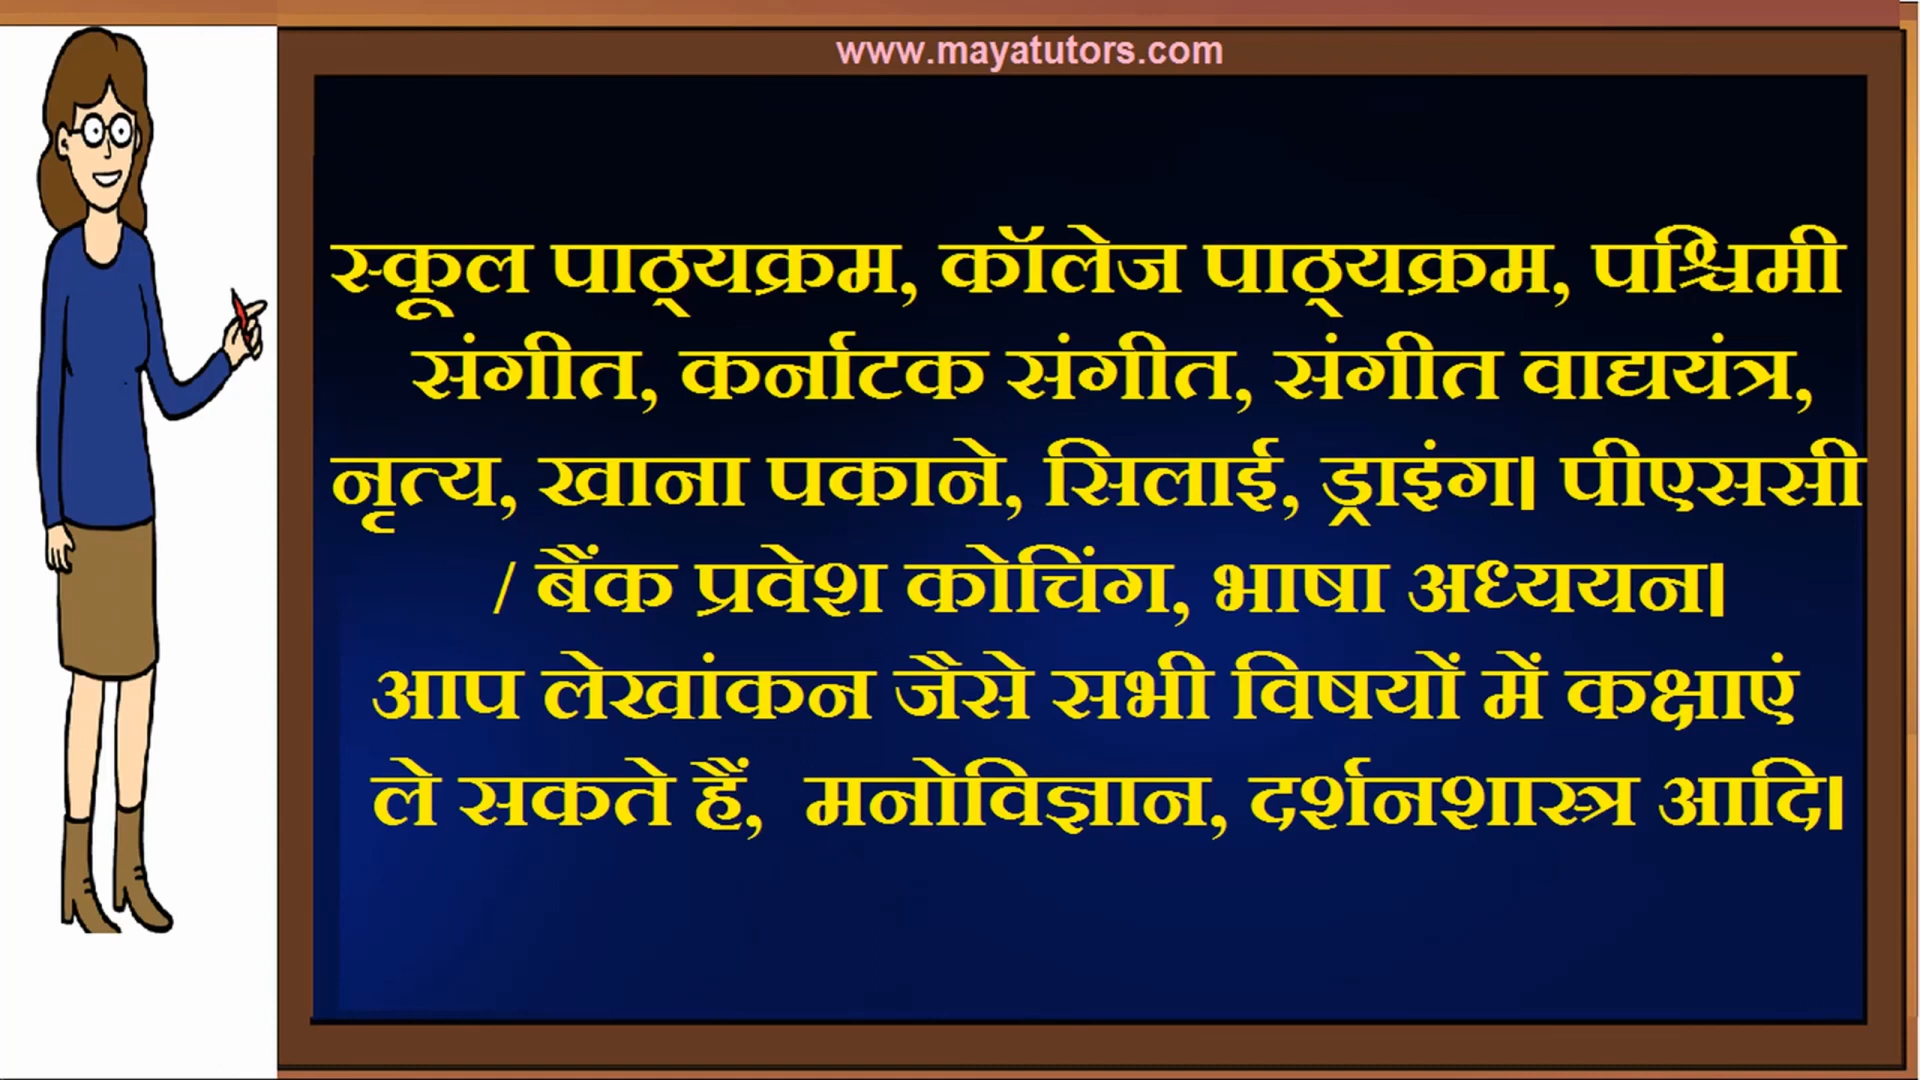 www.mayatutors.com
स्कूल पाठ्यक्रम, कॉलेज पाठ्यक्रम, पश्चिमी
संगीत, कर्नाटक संगीत, संगीत वाद्ययंत्र,
नृत्य, खाना पकाने, सिलाई, ड्राइंग। पीएससी
/ बैंक प्रवेश कोचिंग, भाषा अध्ययन।
आप लेखांकन जैसे सभी विषयों में कक्षाएं
ले सकते हैं, मनोविज्ञान, दर्शनशास्त्र आदि।